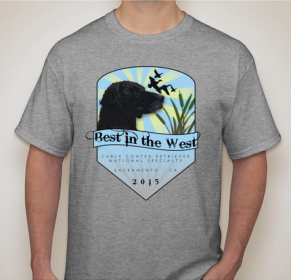 Best in the West
CURLY-COATED RETRIEVER
NATIONAL SPECIALTY
SACRAMENTO CA
2015